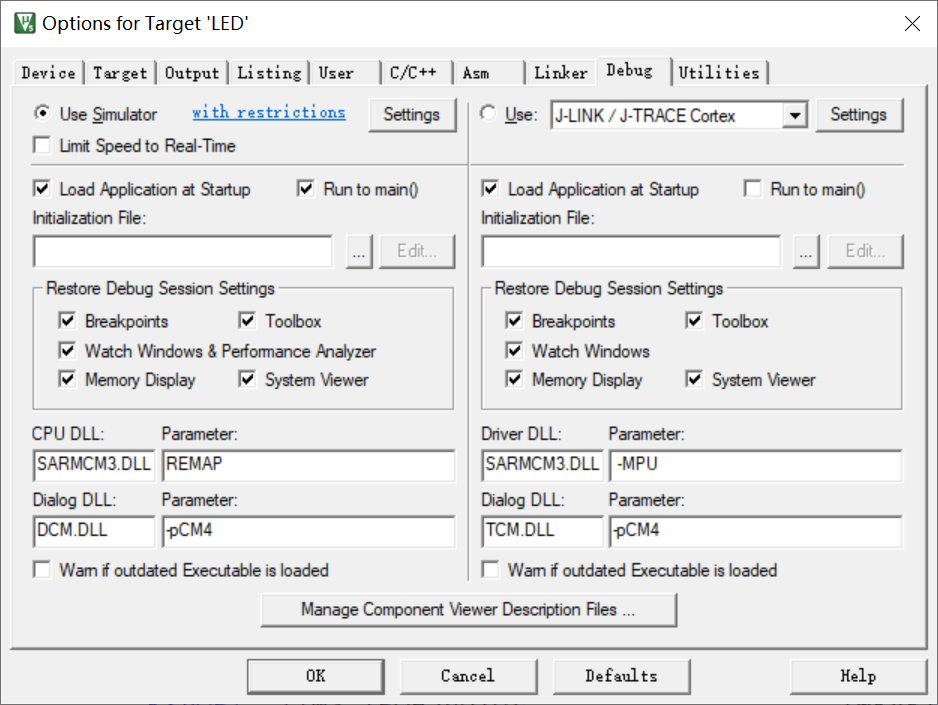 Options for Target 'LED'
Device Target Output Listing User C/C++ Asm Linker Debug Utilities
Use Simulator with restrictions Settings Use: J-LINK / J-TRACE Cortex Settings
Limit Speed to Real-Time
Load Application at Startup Run to main() Load Application at Startup Run to main()
Initialization File: Initialization File:
... Edit... ... Edit...
Restore Debug Session Settings Restore Debug Session Settings
Breakpoints Toolbox Breakpoints Toolbox
Watch Windows & Performance Analyzer Watch Windows
Memory Display System Viewer Memory Display System Viewer
CPU DLL: Parameter: Driver DLL: Parameter:
SARMCM3.DLL REMAP SARMCM3.DLL -MPU
Dialog DLL: Parameter: Dialog DLL: Parameter:
DCM.DLL -pCM4 TCM.DLL -pCM4
Warn if outdated Executable is loaded Warn if outdated Executable is loaded
Manage Component Viewer Description Files ...
OK Cancel Defaults Help